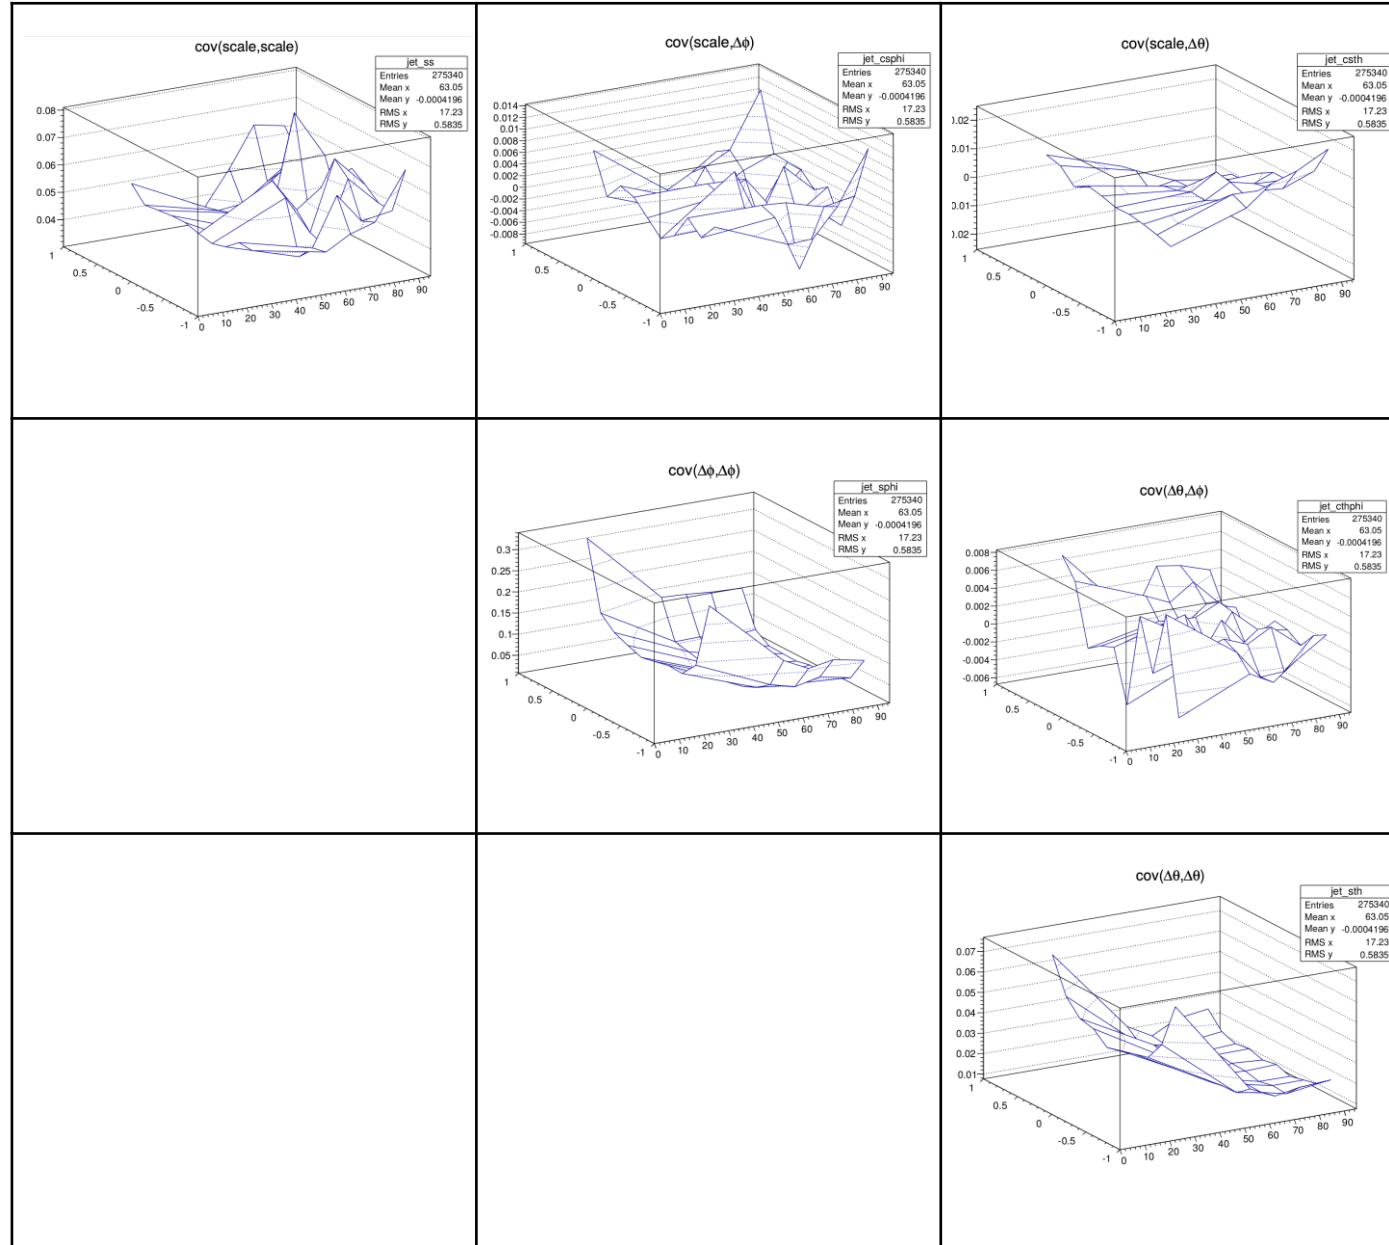 cov(scale,scale)
jet_ss
Entries 275340
Mean x 63.05
Mean y -0.0004196
RMS x 17.23
RMS y 0.5835
0.08
0.07
0.06
0.05
0.04
1
0.5
0
-0.5
-1
0 10 20 30 40 50 60 70 80 90
cov(scale,Δϕ)
jet_csphi
Entries 275340
Mean x 63.05
Mean y -0.0004196
RMS x 17.23
RMS y 0.5835
0.014
0.012
0.01
0.008
0.006
0.004
0.002
0
-0.002
-0.004
-0.006
-0.008
1
0.5
0
-0.5
-1
0 10 20 30 40 50 60 70 80 90
cov(scale,Δθ)
jet_csth
Entries 275340
Mean x 63.05
Mean y -0.0004196
RMS x 17.23
RMS y 0.5835
0.02
0.01
0
0.01
0.02
1
0.5
0
-0.5
-1
0 10 20 30 40 50 60 70 80 90
cov(Δϕ,Δϕ)
jet_sphi
Entries 275340
Mean x 63.05
Mean y -0.0004196
RMS x 17.23
RMS y 0.5835
0.3
0.25
0.2
0.15
0.1
0.05
1
0.5
0
-0.5
-1
0 10 20 30 40 50 60 70 80 90
cov(Δθ,Δϕ)
jet_cthphi
Entries 275340
Mean x 63.05
Mean y -0.0004196
RMS x 17.23
RMS y 0.5835
0.008
0.006
0.004
0.002
0
-0.002
-0.004
-0.006
1
0.5
0
-0.5
-1
0 10 20 30 40 50 60 70 80 90
cov(Δθ,Δθ)
jet_sth
Entries 275340
Mean x 63.05
Mean y -0.0004196
RMS x 17.23
RMS y 0.5835
0.07
0.06
0.05
0.04
0.03
0.02
0.01
1
0.5
0
-0.5
-1
0 10 20 30 40 50 60 70 80 90